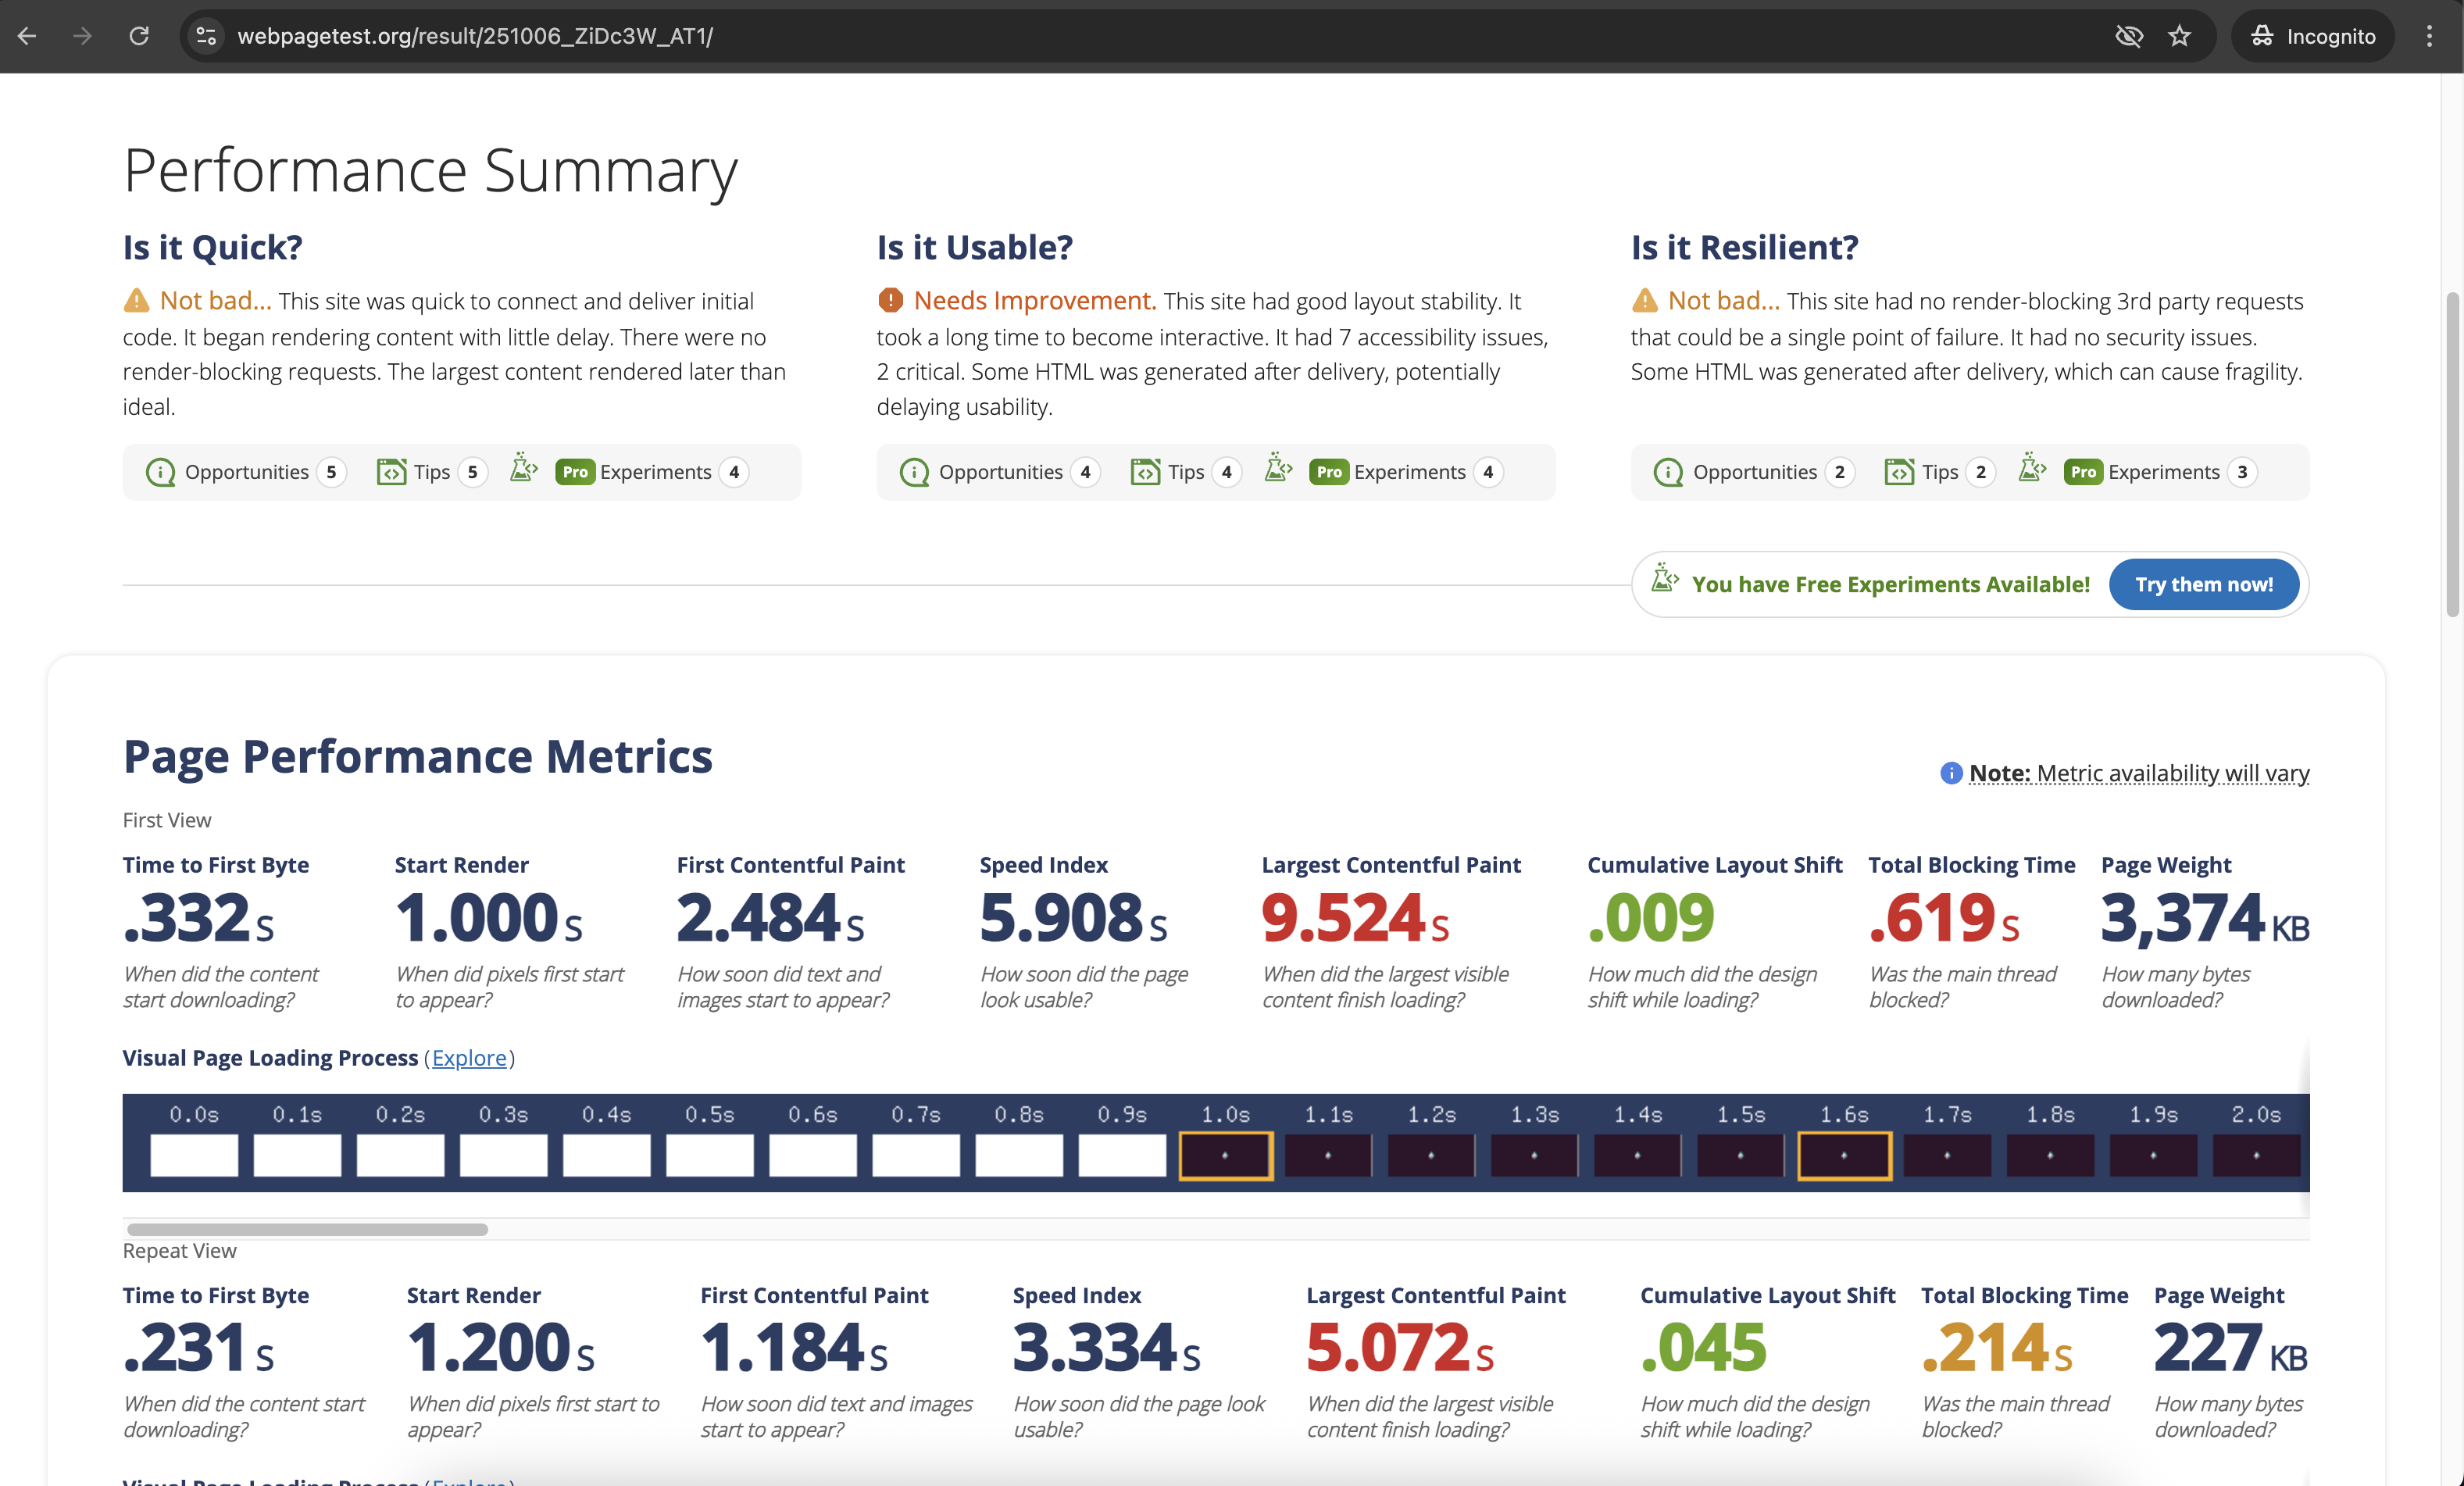 webpagetest.org/result/251006_ZiDc3W_AT1/
Incognito
Performance Summary
Is it Quick?
Not bad... This site was quick to connect and deliver initial
code. It began rendering content with little delay. There were no
render-blocking requests. The largest content rendered later than
ideal.
Opportunities 5 Tips 5 Pro Experiments 4
Is it Usable?
Needs Improvement. This site had good layout stability. It
took a long time to become interactive. It had 7 accessibility issues,
2 critical. Some HTML was generated after delivery, potentially
delaying usability.
Opportunities 4 Tips 4 Pro Experiments 4
Is it Resilient?
Not bad... This site had no render-blocking 3rd party requests
that could be a single point of failure. It had no security issues.
Some HTML was generated after delivery, which can cause fragility.
Opportunities 2 Tips 2 Pro Experiments 3
You have Free Experiments Available! Try them now!
Page Performance Metrics
Note: Metric availability will vary
First View
Time to First Byte
.332 s
When did the content
start downloading?
Start Render
1.000 s
When did pixels first start
to appear?
First Contentful Paint
2.484 s
How soon did text and
images start to appear?
Speed Index
5.908 s
How soon did the page
look usable?
Largest Contentful Paint
9.524 s
When did the largest visible
content finish loading?
Cumulative Layout Shift
.009
How much did the design
shift while loading?
Total Blocking Time
.619 s
Was the main thread
blocked?
Page Weight
3,374 KB
How many bytes
downloaded?
Visual Page Loading Process (Explore)
0.0s 0.1s 0.2s 0.3s 0.4s 0.5s 0.6s 0.7s 0.8s 0.9s 1.0s 1.1s 1.2s 1.3s 1.4s 1.5s 1.6s 1.7s 1.8s 1.9s 2.0s
Repeat View
Time to First Byte
.231 s
When did the content start
downloading?
Start Render
1.200 s
When did pixels first start to
appear?
First Contentful Paint
1.184 s
How soon did text and images
start to appear?
Speed Index
3.334 s
How soon did the page look
usable?
Largest Contentful Paint
5.072 s
When did the largest visible
content finish loading?
Cumulative Layout Shift
.045
How much did the design
shift while loading?
Total Blocking Time
.214 s
Was the main thread
blocked?
Page Weight
227 KB
How many bytes
downloaded?
Visual Page Loading Process (Explore)